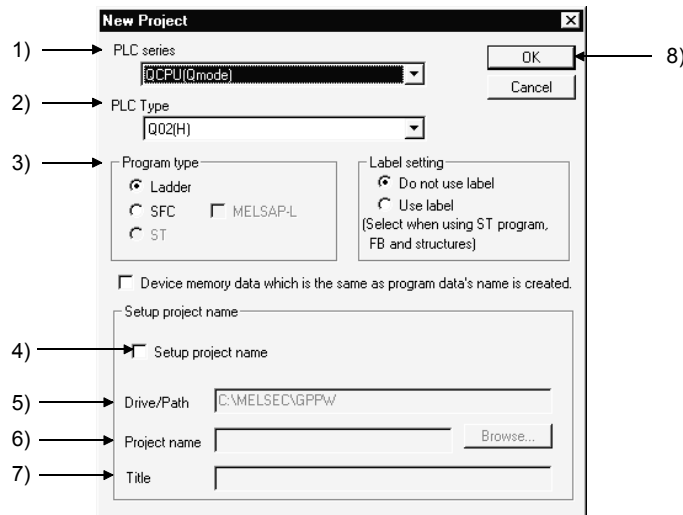 New Project
1) PLC series OK 8)
QCPU(Qmode)
Cancel
2) PLC Type
Q02(H)
3) Program type Label setting
Ladder Do not use label
SFC MELSAP-L Use label
ST (Select when using ST program,
FB and structures)
Device memory data which is the same as program data's name is created.
Setup project name
4) Setup project name
5) Drive/Path C:\MELSEC\GPPW
6) Project name Browse...
7) Title